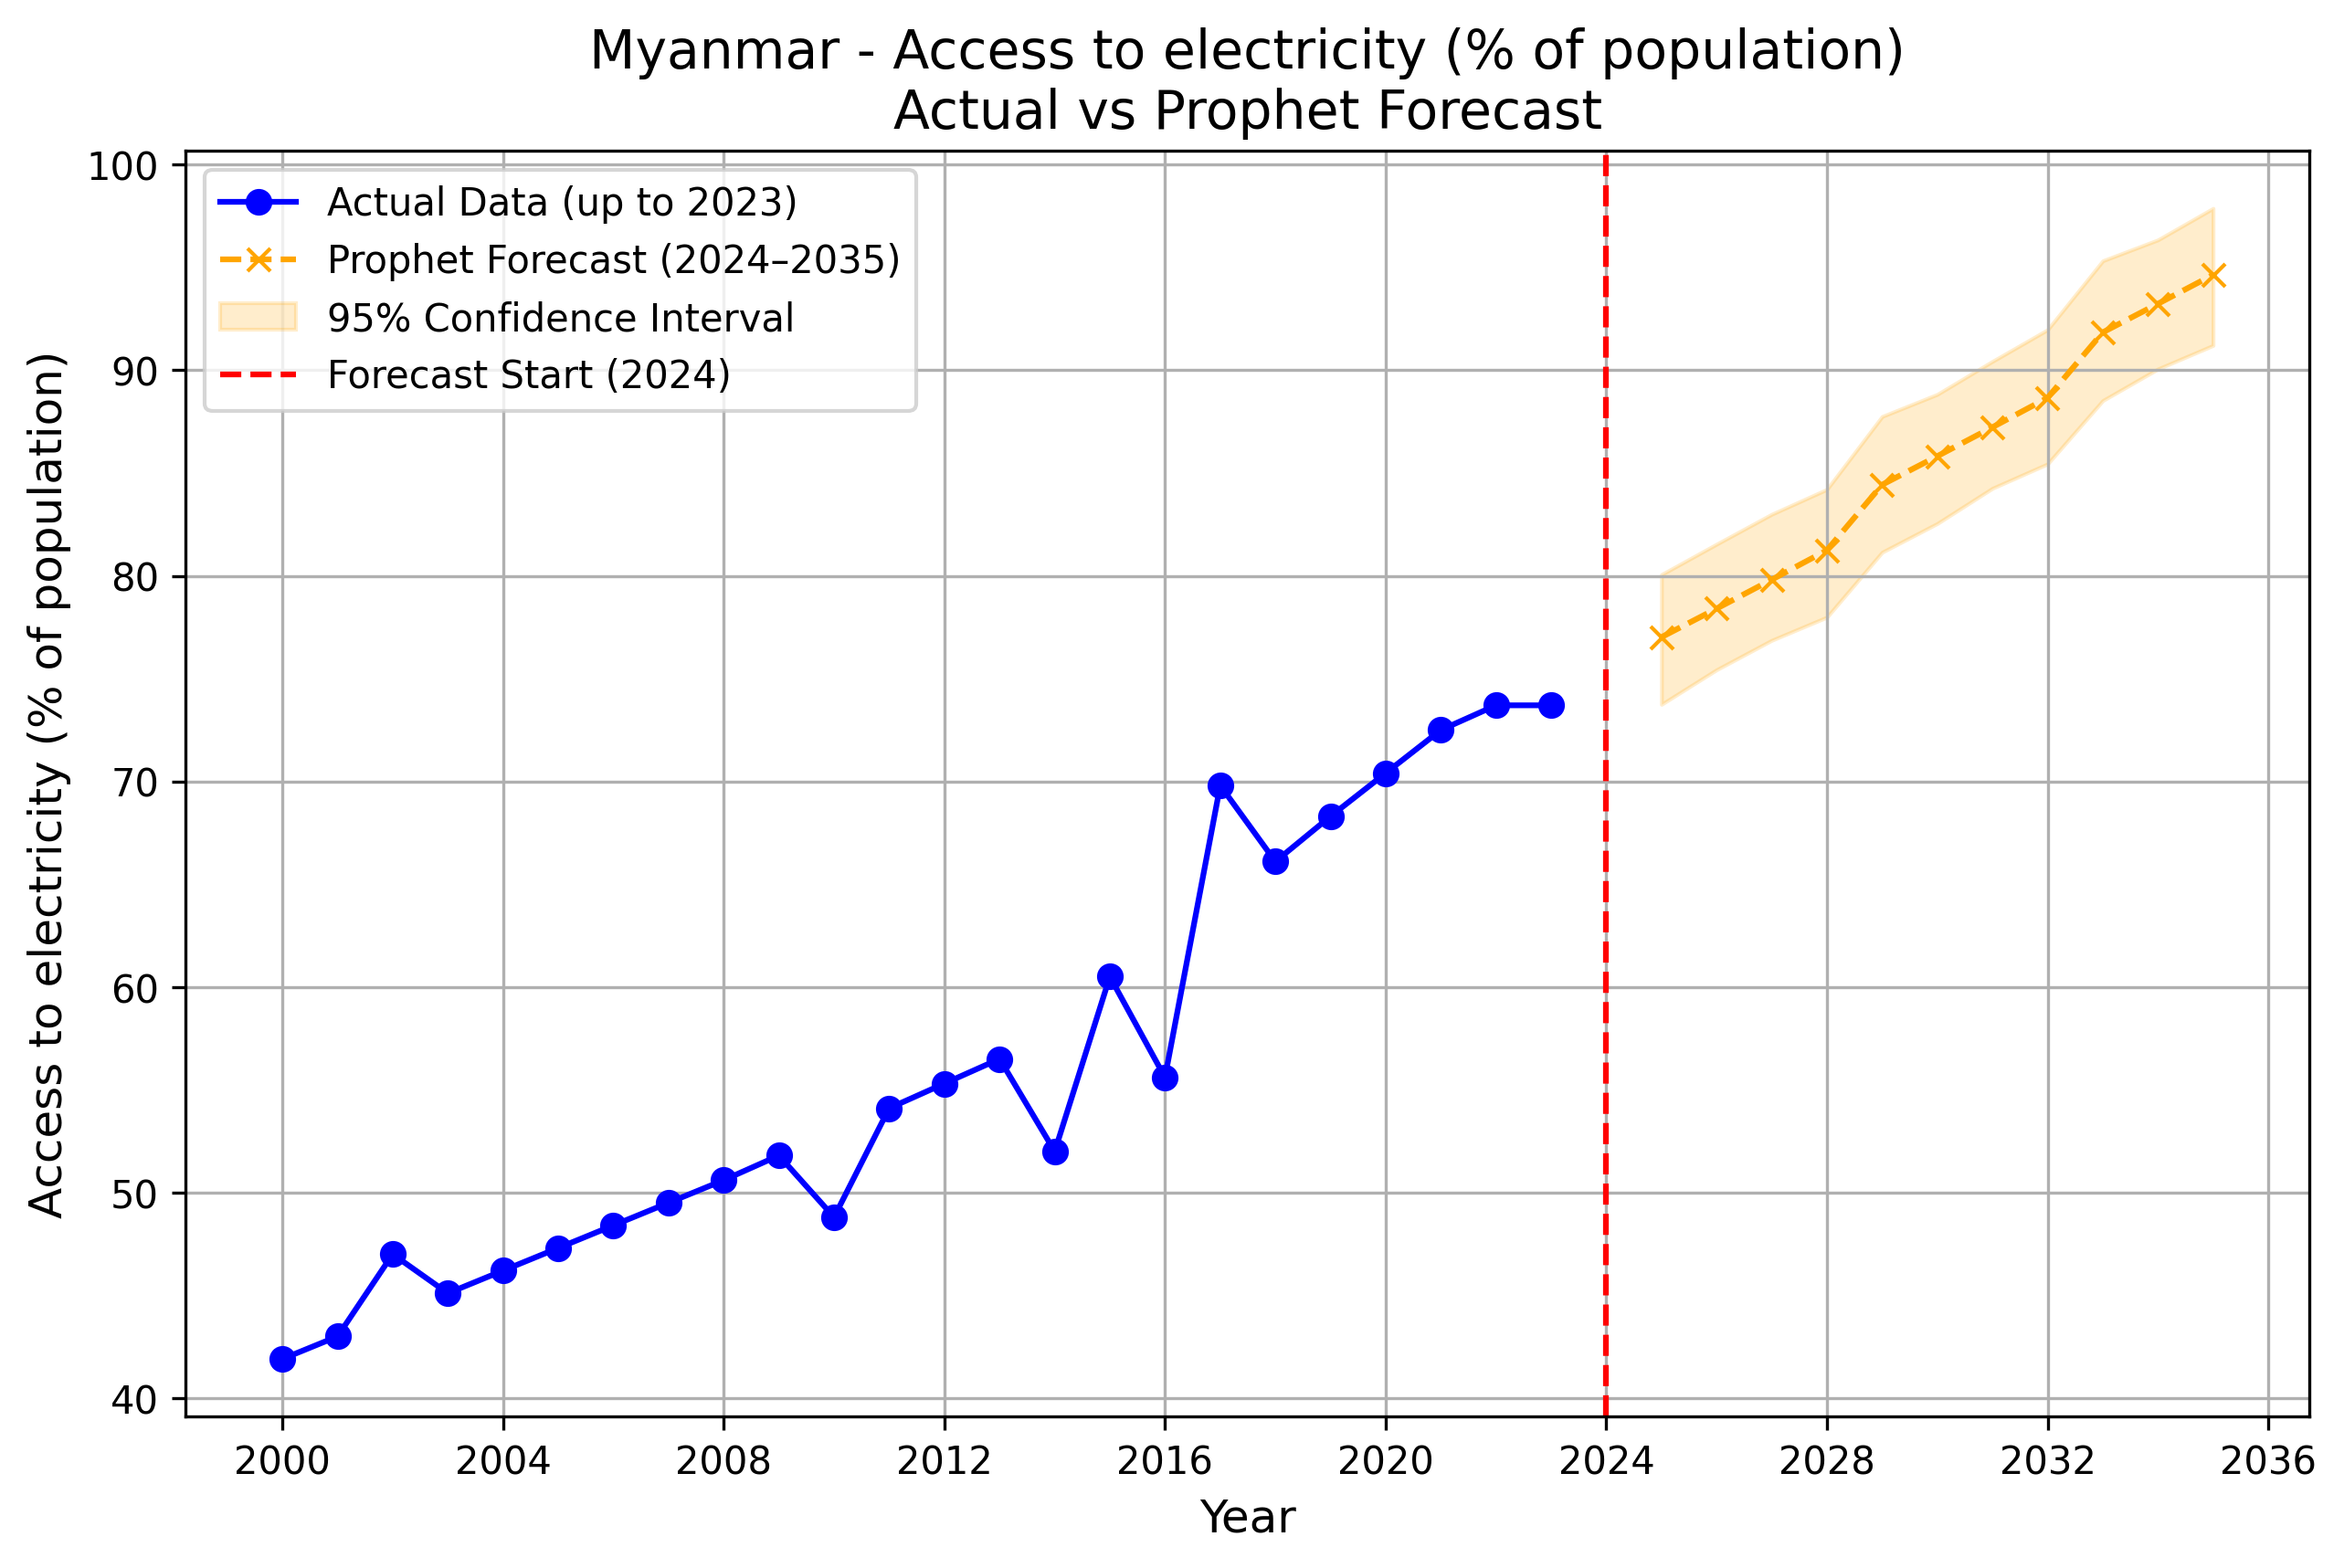 Myanmar - Access to electricity (% of population)
Actual vs Prophet Forecast
Actual Data (up to 2023)
Prophet Forecast (2024–2035)
95% Confidence Interval
Forecast Start (2024)
Access to electricity (% of population)
100
90
80
70
60
50
40
2000 2004 2008 2012 2016 2020 2024 2028 2032 2036
Year